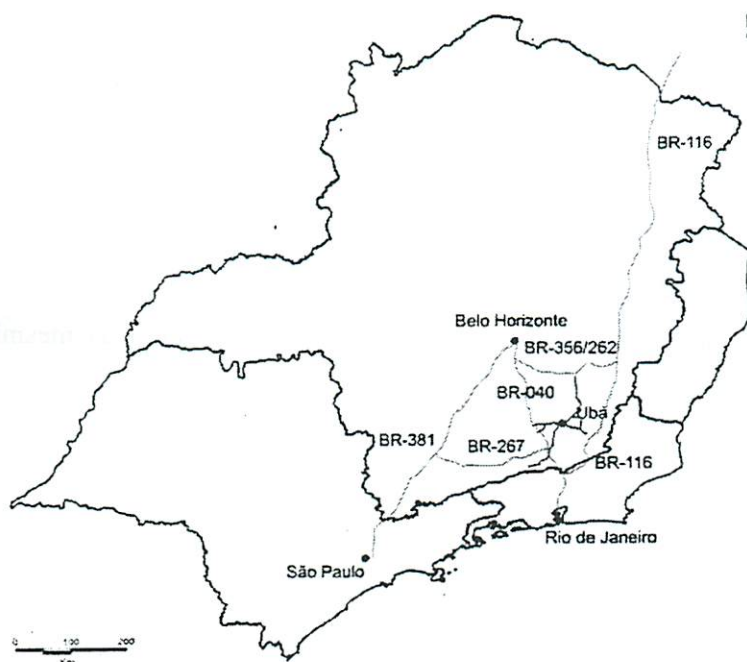 BR-116
Belo Horizonte
BR-356/262
BR-040
Ubá
BR-381
BR-267
BR-116
Rio de Janeiro
São Paulo
0 100 200
Km